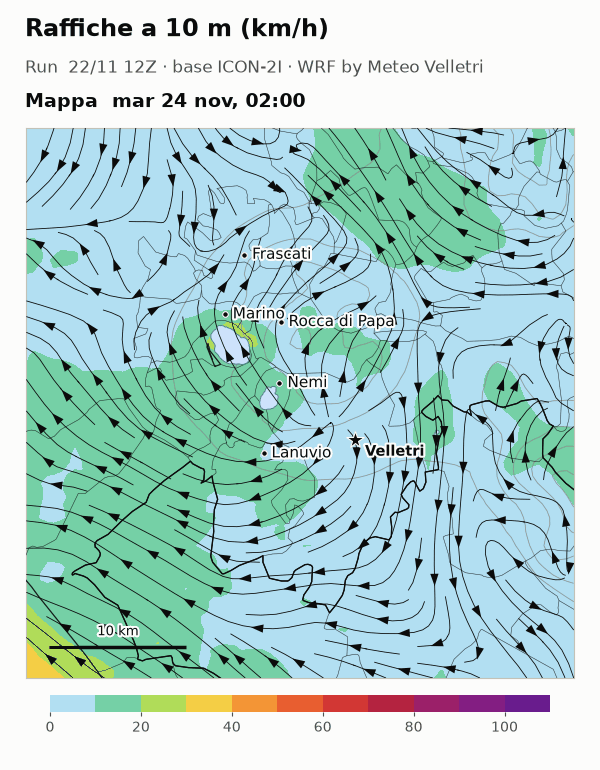 Raffiche a 10 m (km/h)
Run  22/11 12Z · base ICON-2I · WRF by Meteo Velletri
Mappa  mar 24 nov, 02:00
Frascati
Marino
Rocca di Papa
Nemi
Velletri
Lanuvio
10 km
0 20 40 60 80 100